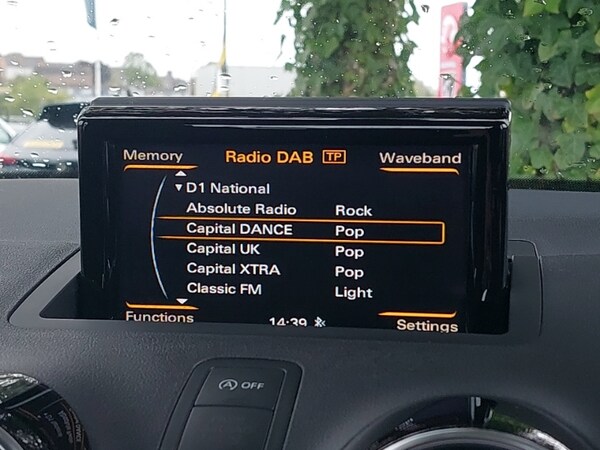 Memory Radio DAB TP Waveband
D1 National
Absolute Radio Rock
Capital DANCE Pop
Capital UK Pop
Capital XTRA Pop
Classic FM Light
Functions 14:39 Settings
A OFF